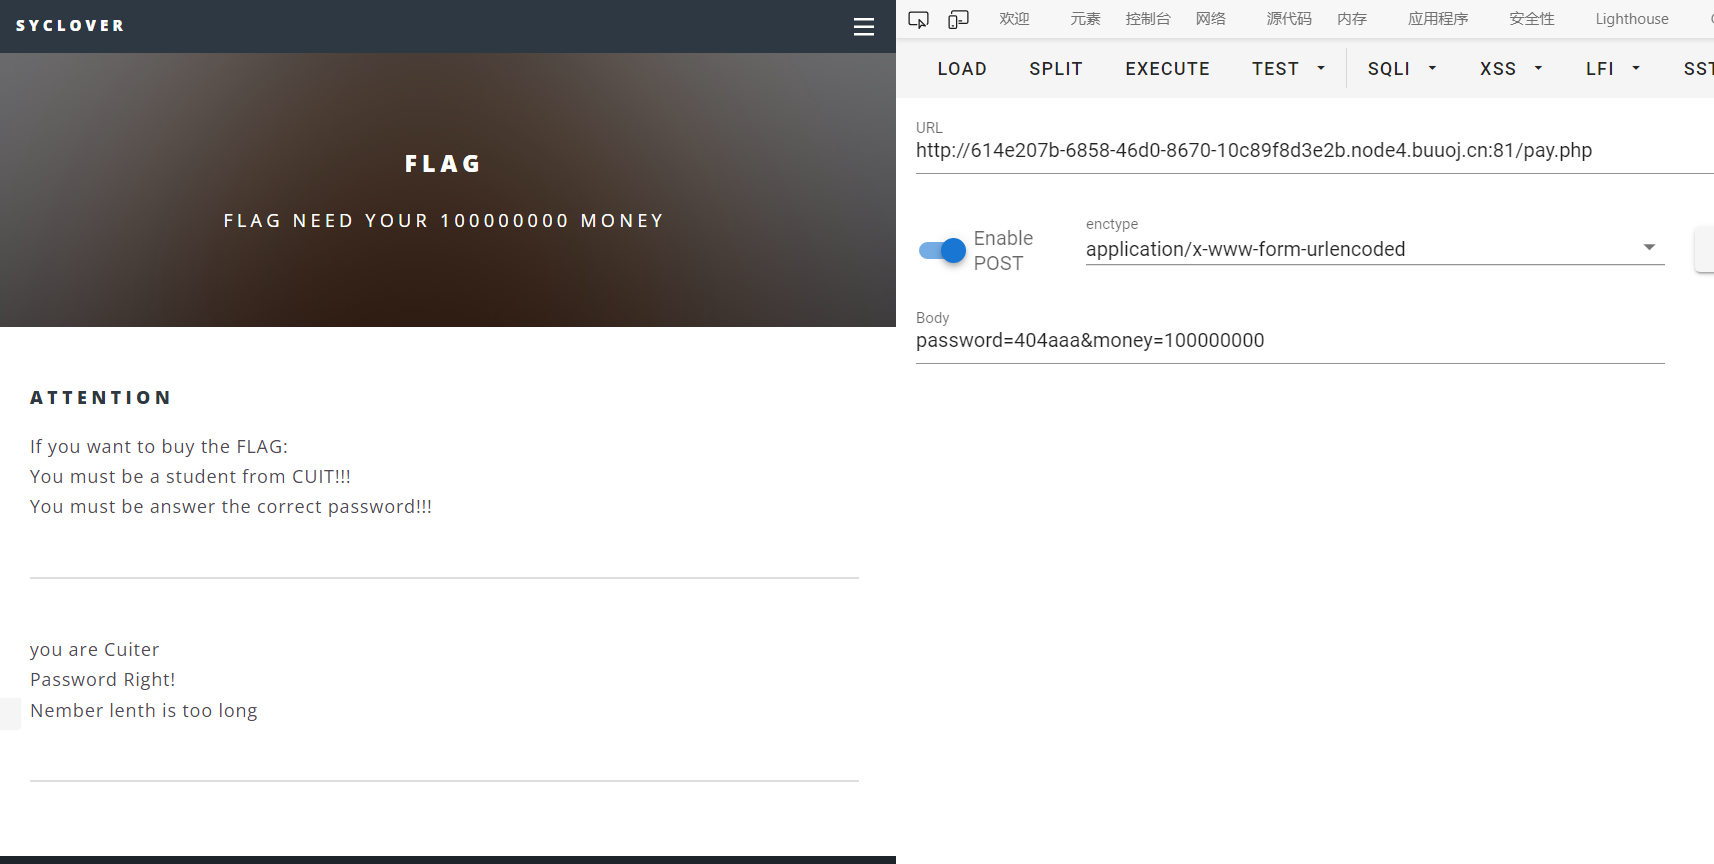 SYCLOVER
FLAG
FLAG NEED YOUR 100000000 MONEY
ATTENTION
If you want to buy the FLAG:
You must be a student from CUIT!!!
You must be answer the correct password!!!
you are Cuiter
Password Right!
Nember lenth is too long
欢迎 元素 控制台 网络 源代码 内存 应用程序 安全性 Lighthouse
LOAD SPLIT EXECUTE TEST SQLI XSS LFI SST
URL
http://614e207b-6858-46d0-8670-10c89f8d3e2b.node4.buuoj.cn:81/pay.php
Enable
POST
enctype
application/x-www-form-urlencoded
Body
password=404aaa&money=100000000